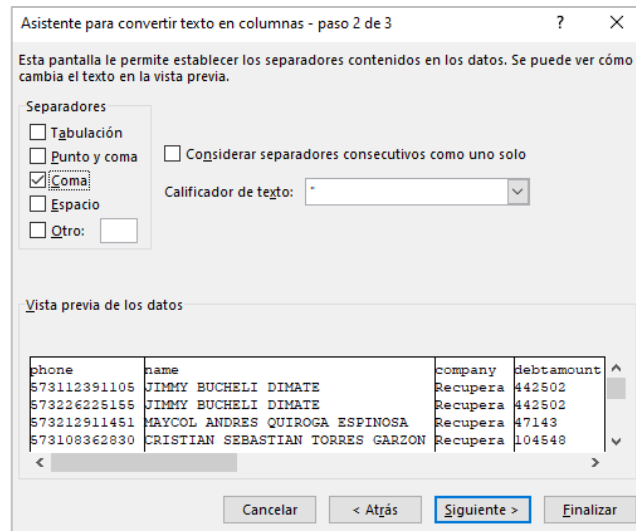 Asistente para convertir texto en columnas - paso 2 de 3 ? X
Esta pantalla le permite establecer los separadores contenidos en los datos. Se puede ver cómo
cambia el texto en la vista previa.
Separadores
Tabulación
Punto y coma
Coma
Espacio
Otro:
Considerar separadores consecutivos como uno solo
Calificador de texto: "
Vista previa de los datos
phone name company debtamount
573112391105 JIMMY BUCHELI DIMATE Recupera 442502
573226225155 JIMMY BUCHELI DIMATE Recupera 442502
573212911451 MAYCOL ANDRES QUIROGA ESPINOSA Recupera 47143
573108362830 CRISTIAN SEBASTIAN TORRES GARZON Recupera 104548
Cancelar < Atrás Siguiente > Finalizar